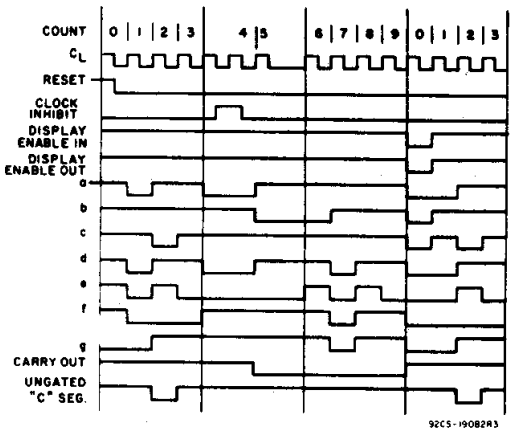 COUNT 0 | 1 | 2 | 3 4 | 5 6 | 7 | 8 | 9 0 | 1 | 2 | 3
CL
RESET
CLOCK
INHIBIT
DISPLAY
ENABLE IN
DISPLAY
ENABLE OUT
a
b
c
d
e
f
g
CARRY OUT
UNGATED
"C" SEG.
92CS-19082R3